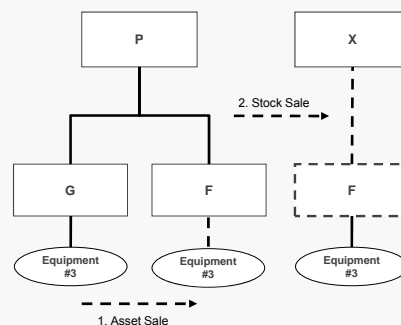 P
X
2. Stock Sale
G
F
F
Equipment
#3
Equipment
#3
Equipment
#3
1. Asset Sale